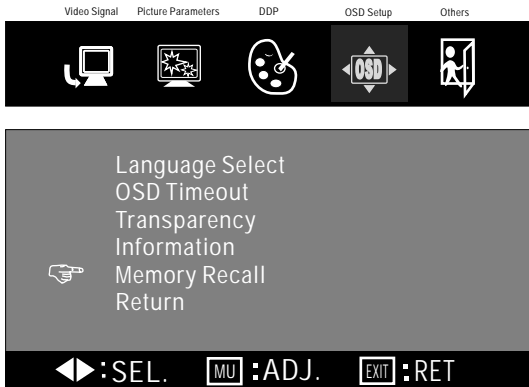 Video Signal Picture Parameters DDP OSD Setup Others
OSD
Language Select
OSD Timeout
Transparency
Information
Memory Recall
Return
:SEL. MU :ADJ. EXIT :RET